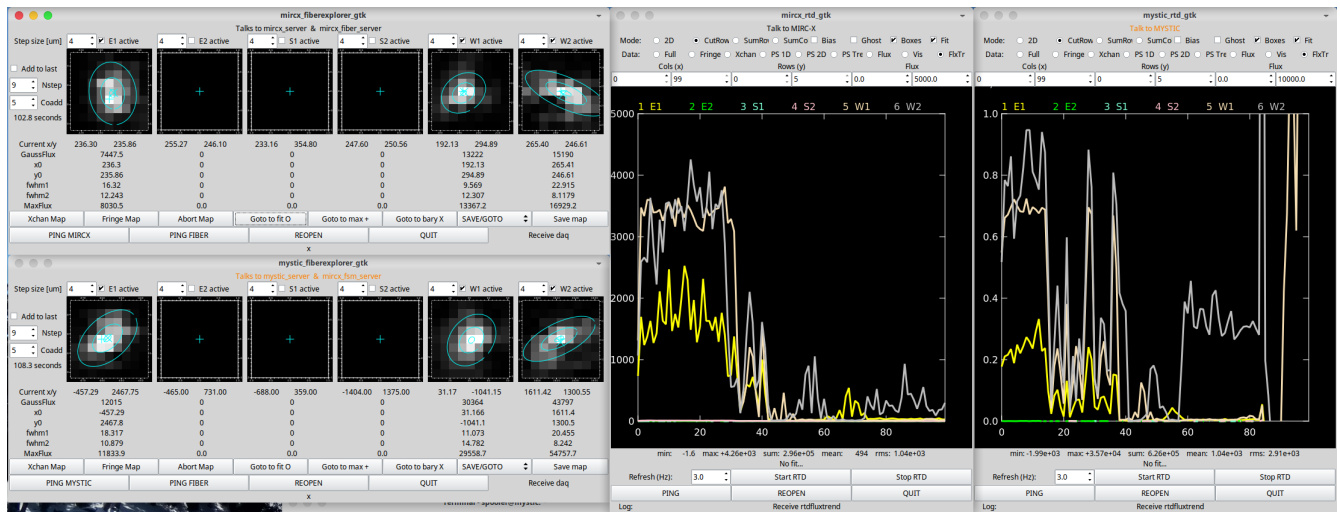 mircx_fiberexplorer_gtk
Talks to mircx_server & mircx_fiber_server
Step size [um] 4 E1 active 4 E2 active 4 S1 active 4 S2 active 4 W1 active 4 W2 active
Add to last
9 Nstep
5 Coadd
102.8 seconds
Current x/y 236.30 235.86 255.27 246.10 233.16 354.80 247.60 250.56 192.13 294.89 265.40 246.61
GaussFlux 7447.5 0 0 0 13222 15190
x0 236.3 0 0 0 192.13 265.41
y0 235.86 0 0 0 294.89 246.61
fwhm1 16.32 0 0 0 9.569 22.915
fwhm2 12.243 0 0 0 12.307 8.1179
MaxFlux 8030.5 0.0 0.0 0.0 13367.2 16929.2
Xchan Map Fringe Map Abort Map Goto to fit O Goto to max + Goto to bary X SAVE/GOTO Save map
PING MIRCX PING FIBER REOPEN QUIT Receive daq
x
mystic_fiberexplorer_gtk
Talks to mystic_server & mircx_fsm_server
Step size [um] 4 E1 active 4 E2 active 4 S1 active 4 S2 active 4 W1 active 4 W2 active
Add to last
9 Nstep
5 Coadd
108.3 seconds
Current x/y -457.29 2467.75 -465.00 731.00 -688.00 359.00 -1404.00 1375.00 31.17 -1041.15 1611.42 1300.55
GaussFlux 12015 0 0 0 30364 43797
x0 -457.29 0 0 0 31.166 1611.4
y0 2467.8 0 0 0 -1041.1 1300.5
fwhm1 18.317 0 0 0 11.073 20.455
fwhm2 10.879 0 0 0 14.782 8.242
MaxFlux 11833.9 0.0 0.0 0.0 29558.7 54757.7
Xchan Map Fringe Map Abort Map Goto to fit O Goto to max + Goto to bary X SAVE/GOTO Save map
PING MYSTIC PING FIBER REOPEN QUIT Receive daq
x
Terminal - spooler@mystic:
mircx_rtd_gtk
Talk to MIRC-X
Mode: 2D CutRow SumRo SumCo Bias Ghost Boxes Fit
Data: Full Fringe Xchan PS 1D PS 2D PS Tre Flux Vis FlxTr
Cols (x) Rows (y) Flux
0 99 0 5 0.0 5000.0
1 E1 2 E2 3 S1 4 S2 5 W1 6 W2
5000
4000
3000
2000
1000
0
0 20 40 60 80
min: -1.6 max: +4.26e+03 sum: 2.96e+05 mean: 494 rms: 1.04e+03
No fit...
Refresh (Hz): 3.0 Start RTD Stop RTD
PING REOPEN QUIT
Log: Receive rtdfluxtrend
mystic_rtd_gtk
Talk to MYSTIC
Mode: 2D CutRow SumRo SumCo Bias Ghost Boxes Fit
Data: Full Fringe Xchan PS 1D PS 2D PS Tre Flux Vis FlxTr
Cols (x) Rows (y) Flux
0 99 0 5 0.0 10000.0
1 E1 2 E2 3 S1 4 S2 5 W1 6 W2
1.0
0.8
0.6
0.4
0.2
0.0
0 20 40 60 80
min: -1.99e+03 max: +3.57e+04 sum: 6.26e+05 mean: 1.04e+03 rms: 2.91e+03
No fit...
Refresh (Hz): 3.0 Start RTD Stop RTD
PING REOPEN QUIT
Log: Receive rtdfluxtrend